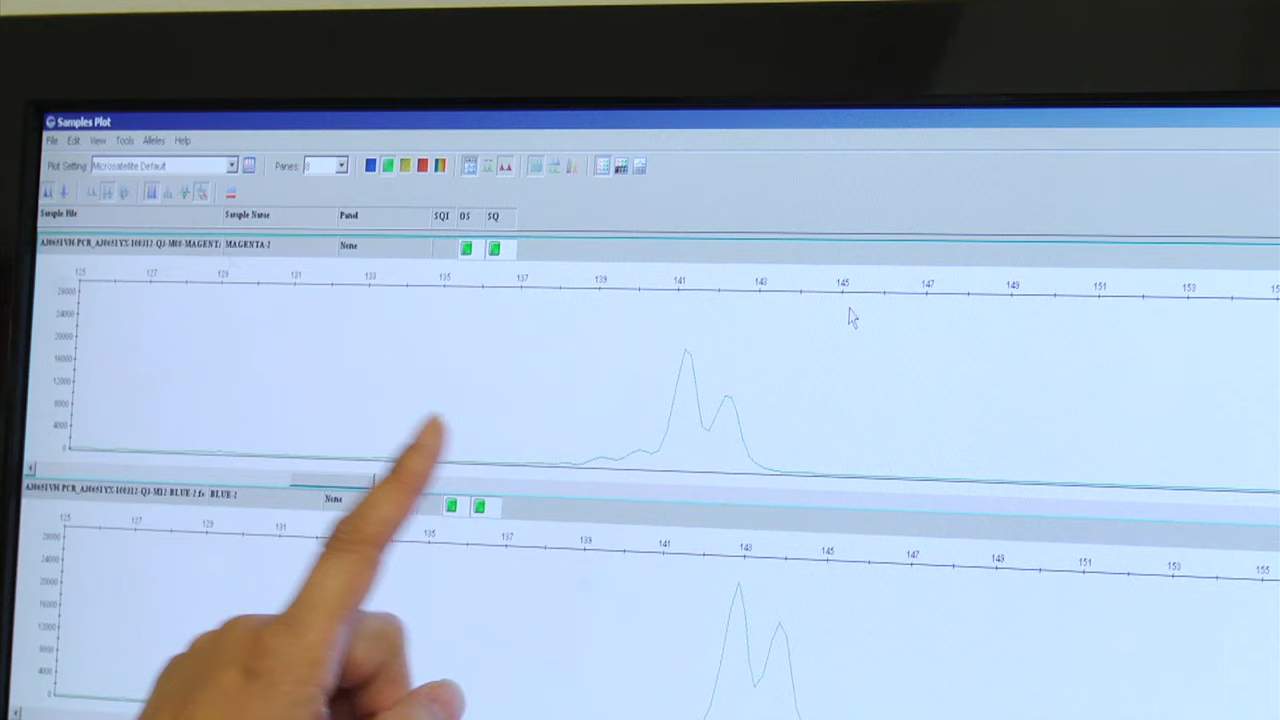 Samples Plot
File Edit View Tools Alleles Help
Plot Setting: Microsatellite Default Panes: 8
Sample File Sample Name Panel SQI OS SQ
MAGENTA-2 None
125 127 129 131 133 135 137 139 141 143 145 147 149 151 153
28000
24000
20000
16000
12000
8000
4000
0
BLUE-2 None
125 127 129 131 135 137 139 141 143 145 147 149 151 153 155
28000
24000
20000
16000
12000
8000
4000
0